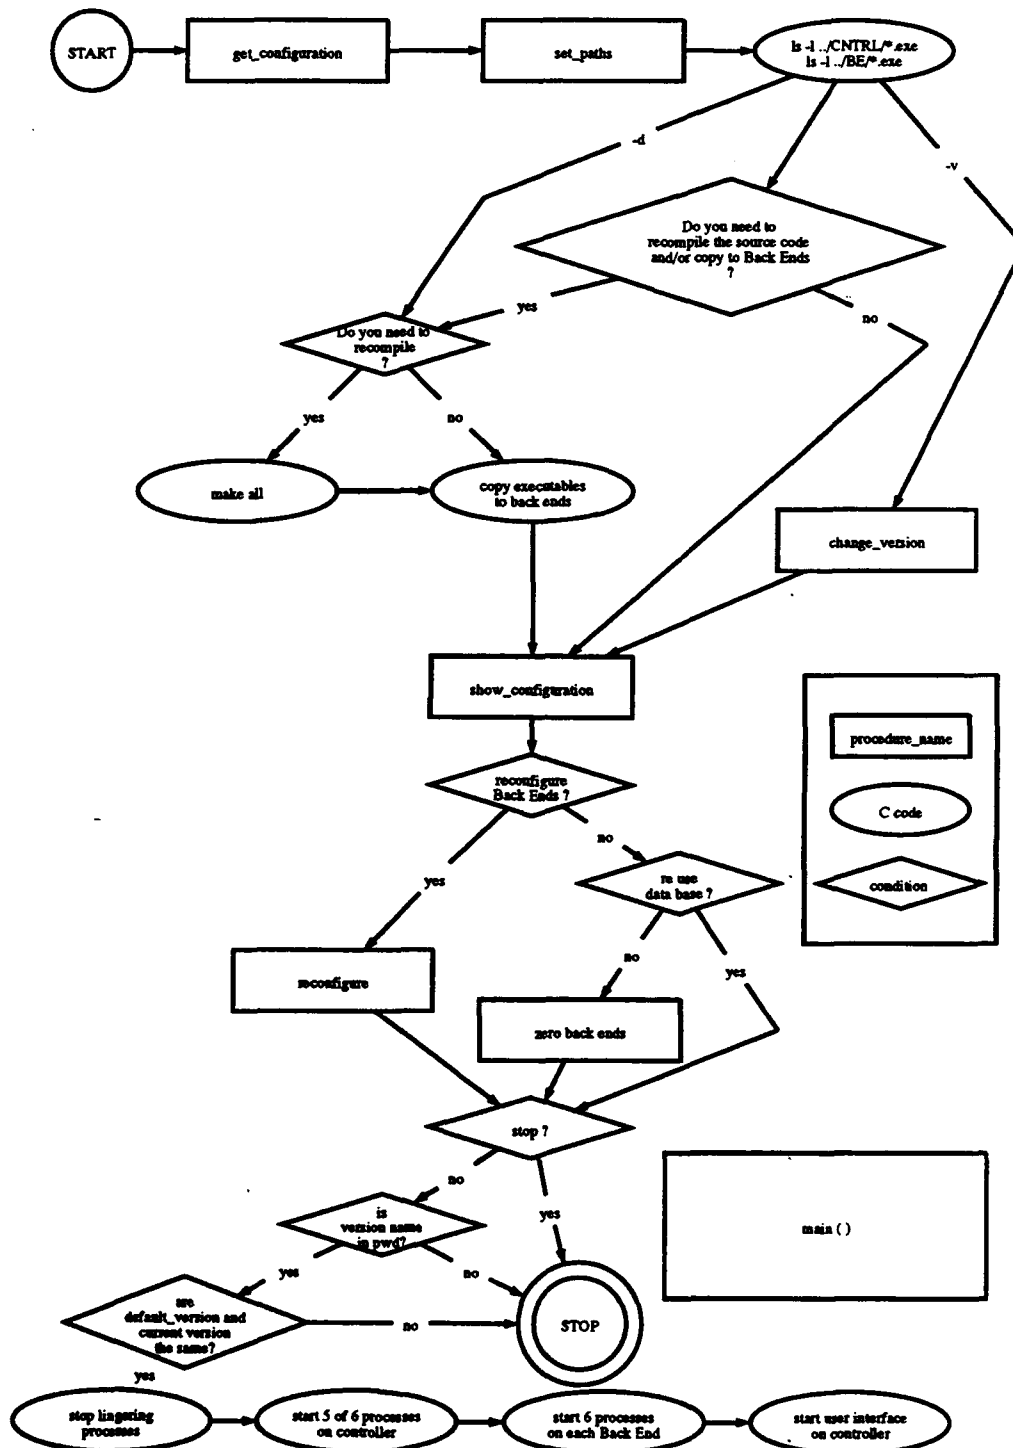 START
get_configuration
set_paths
ls -l ../CNTRL/*.exe
ls -l ../BE/*.exe
-d
-v
Do you need to
recompile the source code
and/or copy to Back Ends
?
yes
no
Do you need to
recompile
?
yes
no
make all
copy executables
to back ends
change_version
show_configuration
procedure_name
C code
condition
reconfigure
Back Ends ?
no
yes
re use
data base ?
no
yes
reconfigure
zero back ends
stop ?
no
yes
main ( )
is
version name
in pwd?
yes
no
are
default_version and
current version
the same?
no
STOP
yes
stop lingering
processes
start 5 of 6 processes
on controller
start 6 processes
on each Back End
start user interface
on controller